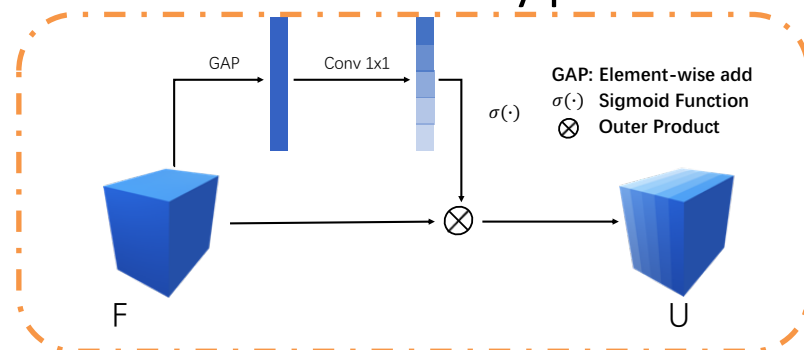 GAP
Conv 1x1
σ(·)
GAP: Element-wise add
σ(·) Sigmoid Function
⊗ Outer Product
F
U